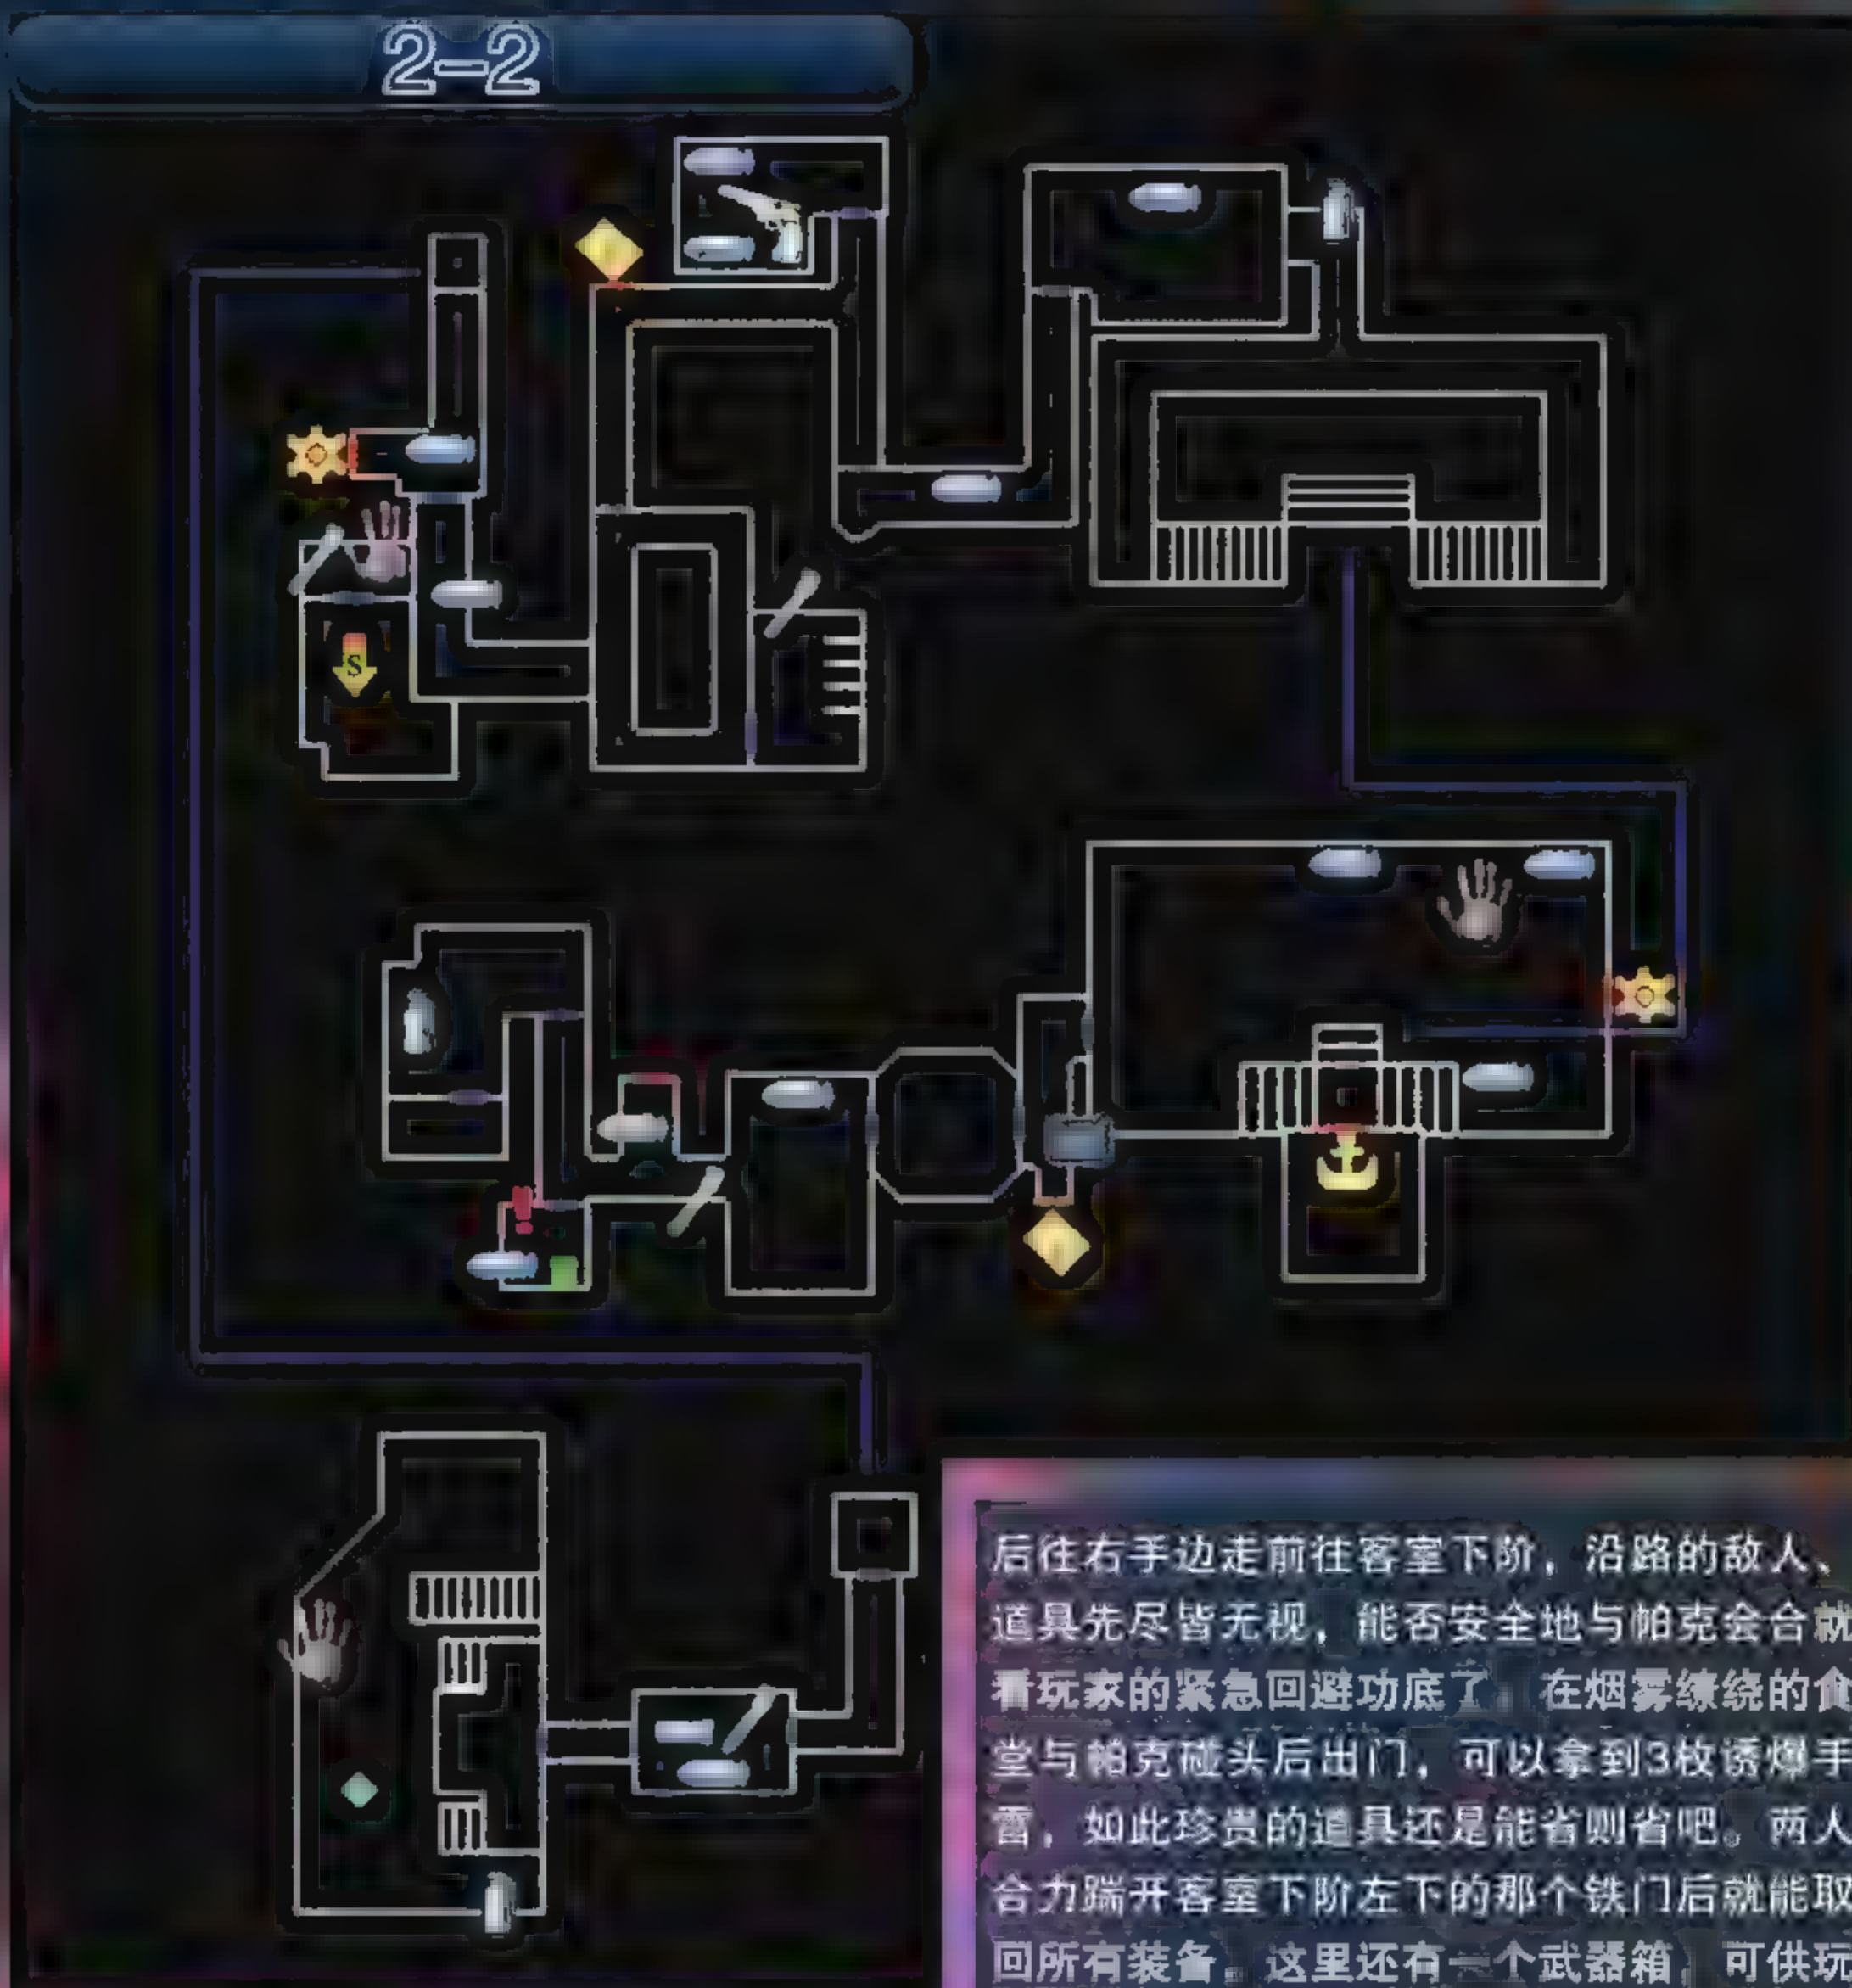 2-2
S
后往右手边走前往客室下阶，沿路的敌人、
道具先尽皆无视，能否安全地与帕克会合就
看玩家的紧急回避功底了。在烟雾缭绕的食
堂与帕克碰头后出门，可以拿到3枚诱爆手
雷，如此珍贵的道具还是能省则省吧。两人
合力踹开客室下阶左下的那个铁门后就能取
回所有装备。这里还有一个武器箱，可供玩